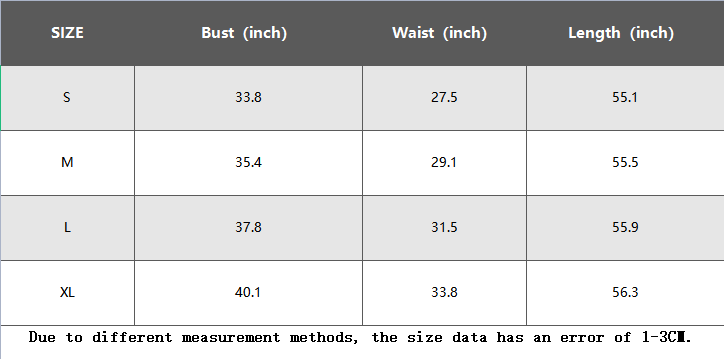 SIZE Bust (inch) Waist (inch) Length (inch)
S 33.8 27.5 55.1
M 35.4 29.1 55.5
L 37.8 31.5 55.9
XL 40.1 33.8 56.3
Due to different measurement methods, the size data has an error of 1-3CM.